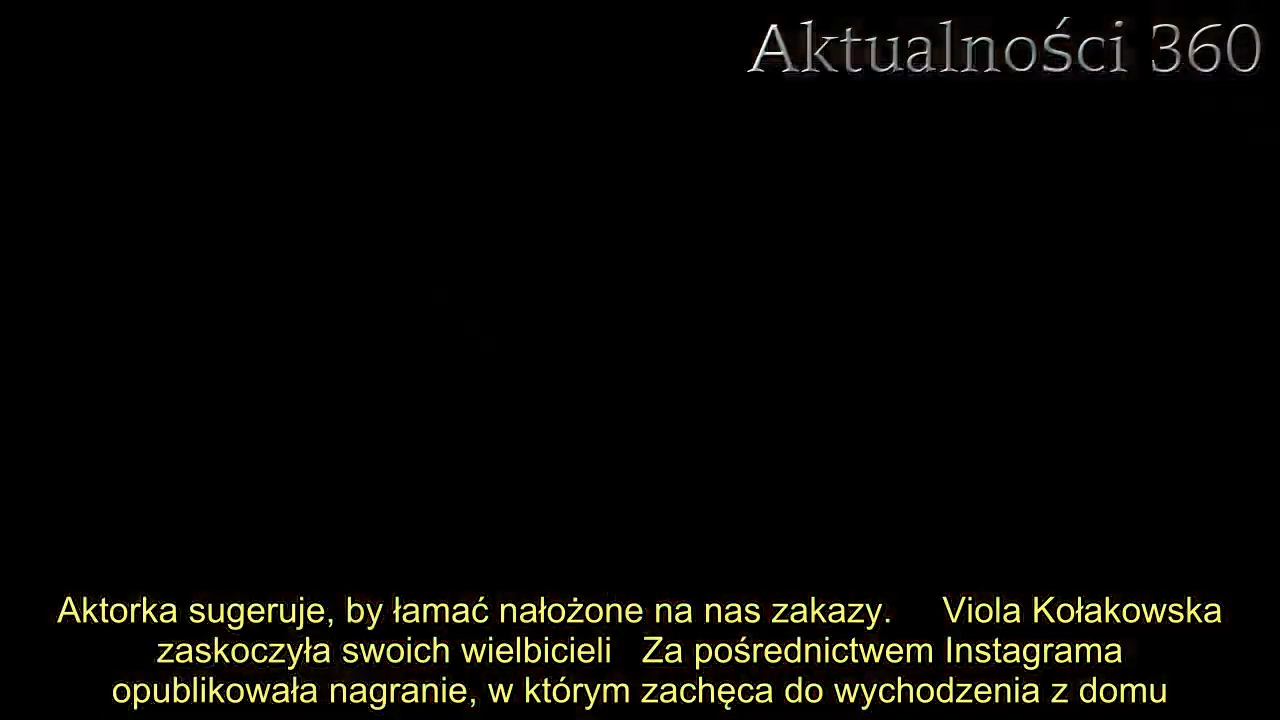 Aktualności 360
Aktorka sugeruje, by łamać nałożone na nas zakazy. Viola Kołakowska
zaskoczyła swoich wielbicieli Za pośrednictwem Instagrama
opublikowała nagranie, w którym zachęca do wychodzenia z domu